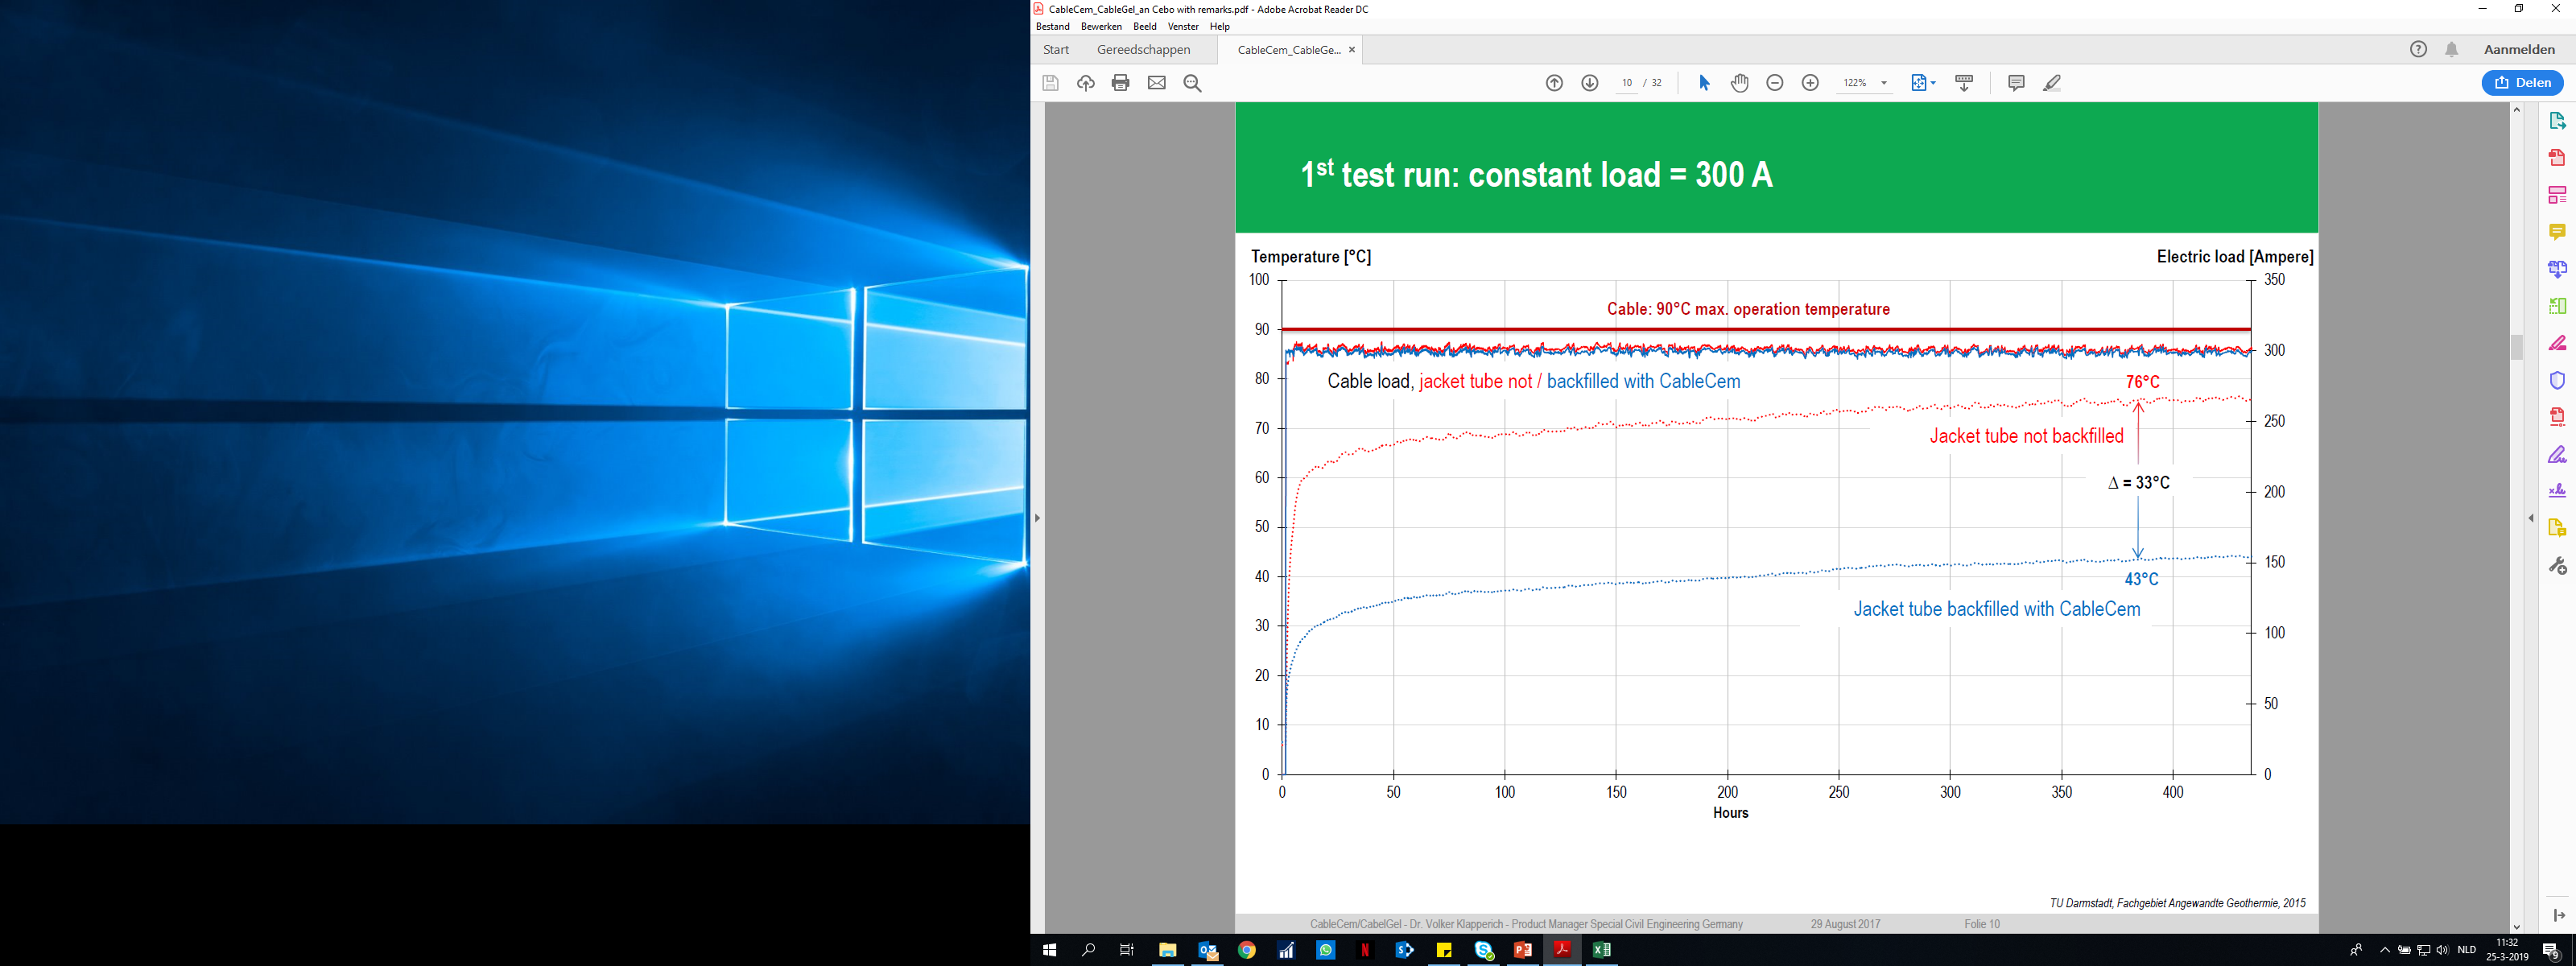 CableCem_CableGel_an Cebo with remarks.pdf - Adobe Acrobat Reader DC
Bestand Bewerken Beeld Venster Help
Start Gereedschappen CableCem_CableGe... × Aanmelden
10 / 32 122% Delen
1st test run: constant load = 300 A
Temperature [°C] Electric load [Ampere]
100 350
Cable: 90°C max. operation temperature
90
300
80 Cable load, jacket tube not / backfilled with CableCem 76°C
70 250
Jacket tube not backfilled
60
Δ = 33°C
200
50
150
40 43°C
Jacket tube backfilled with CableCem
30 100
20
50
10
0 0
0 50 100 150 200 250 300 350 400
Hours
TU Darmstadt, Fachgebiet Angewandte Geothermie, 2015
CableCem/CabelGel - Dr. Volker Klapperich - Product Manager Special Civil Engineering Germany 29 August 2017 Folie 10
NLD 11:32
25-3-2019 9